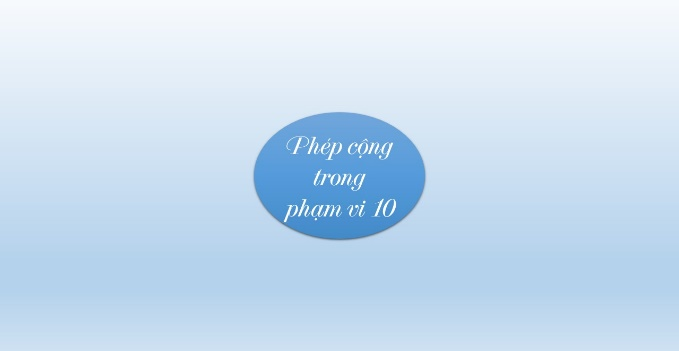 Phép cộng
trong
phạm vi 10